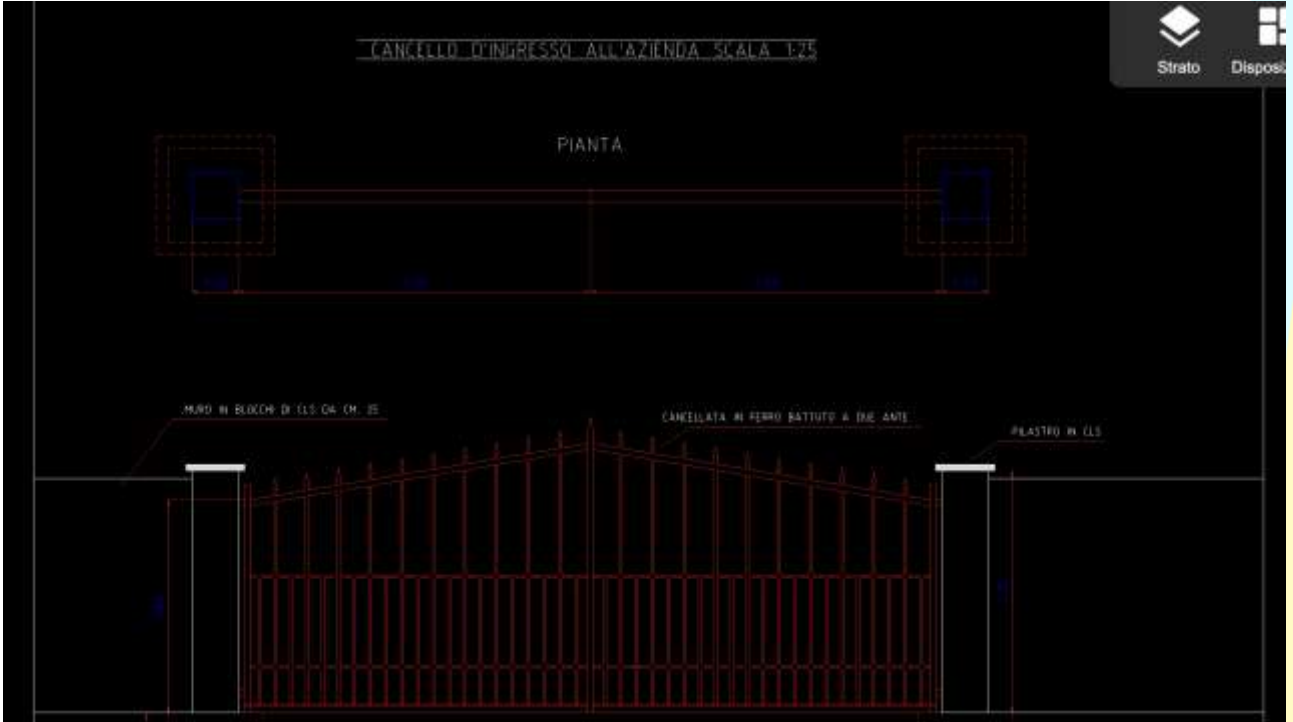 CANCELLO D'INGRESSO ALL'AZIENDA SCALA 1:25
Strato
Disposiz
PIANTA
MURO IN BLOCCHI DI CLS DA CM. 25
CANCELLATA IN FERRO BATTUTO A DUE ANTE
PILASTRO IN CLS